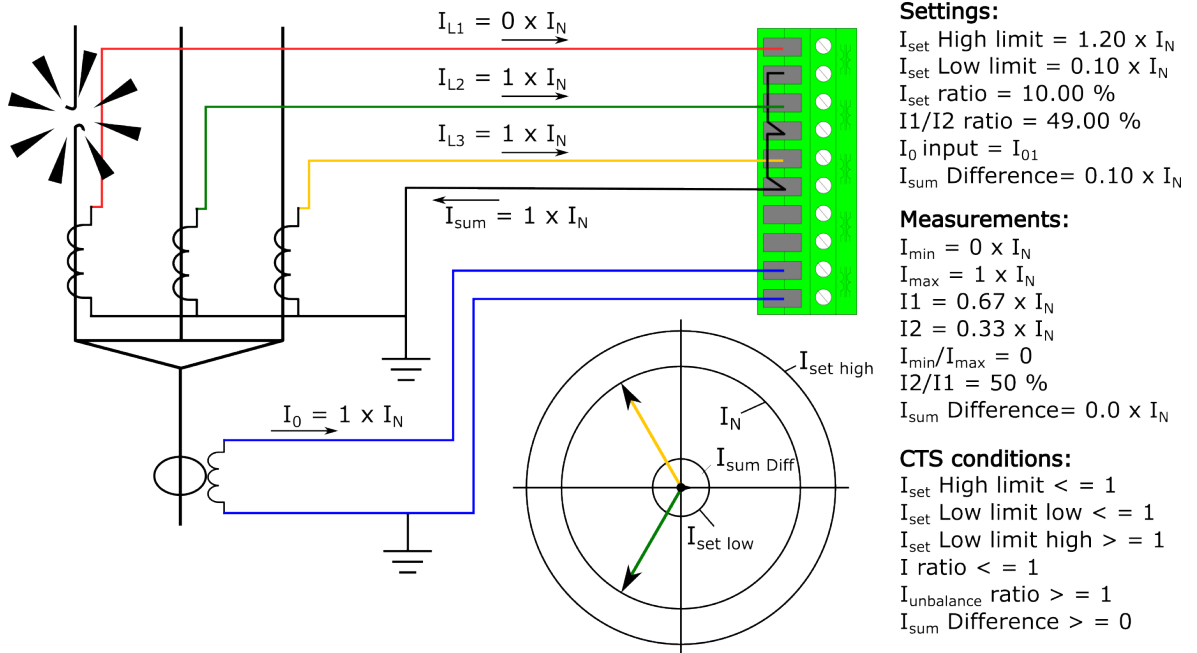 I_L1 = 0 x I_N
I_L2 = 1 x I_N
I_L3 = 1 x I_N
I_sum = 1 x I_N
I_0 = 1 x I_N
I_set high
I_N
I_sum Diff
I_set low
Settings:
I_set High limit = 1.20 x I_N
I_set Low limit = 0.10 x I_N
I_set ratio = 10.00 %
I1/I2 ratio = 49.00 %
I_0 input = I_01
I_sum Difference= 0.10 x I_N
Measurements:
I_min = 0 x I_N
I_max = 1 x I_N
I1 = 0.67 x I_N
I2 = 0.33 x I_N
I_min/I_max = 0
I2/I1 = 50 %
I_sum Difference= 0.0 x I_N
CTS conditions:
I_set High limit < = 1
I_set Low limit low < = 1
I_set Low limit high > = 1
I ratio < = 1
I_unbalance ratio > = 1
I_sum Difference > = 0